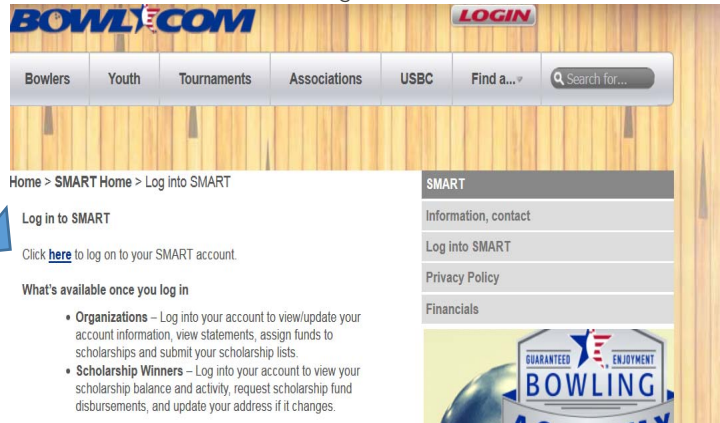 BOWL COM
LOGIN
Bowlers Youth Tournaments Associations USBC Find a... Search for...
Home > SMART Home > Log into SMART
Log in to SMART
Click here to log on to your SMART account.
What's available once you log in
• Organizations – Log into your account to view/update your
account information, view statements, assign funds to
scholarships and submit your scholarship lists.
• Scholarship Winners – Log into your account to view your
scholarship balance and activity, request scholarship fund
disbursements, and update your address if it changes.
SMART
Information, contact
Log into SMART
Privacy Policy
Financials
GUARANTEED ENJOYMENT
BOWLING